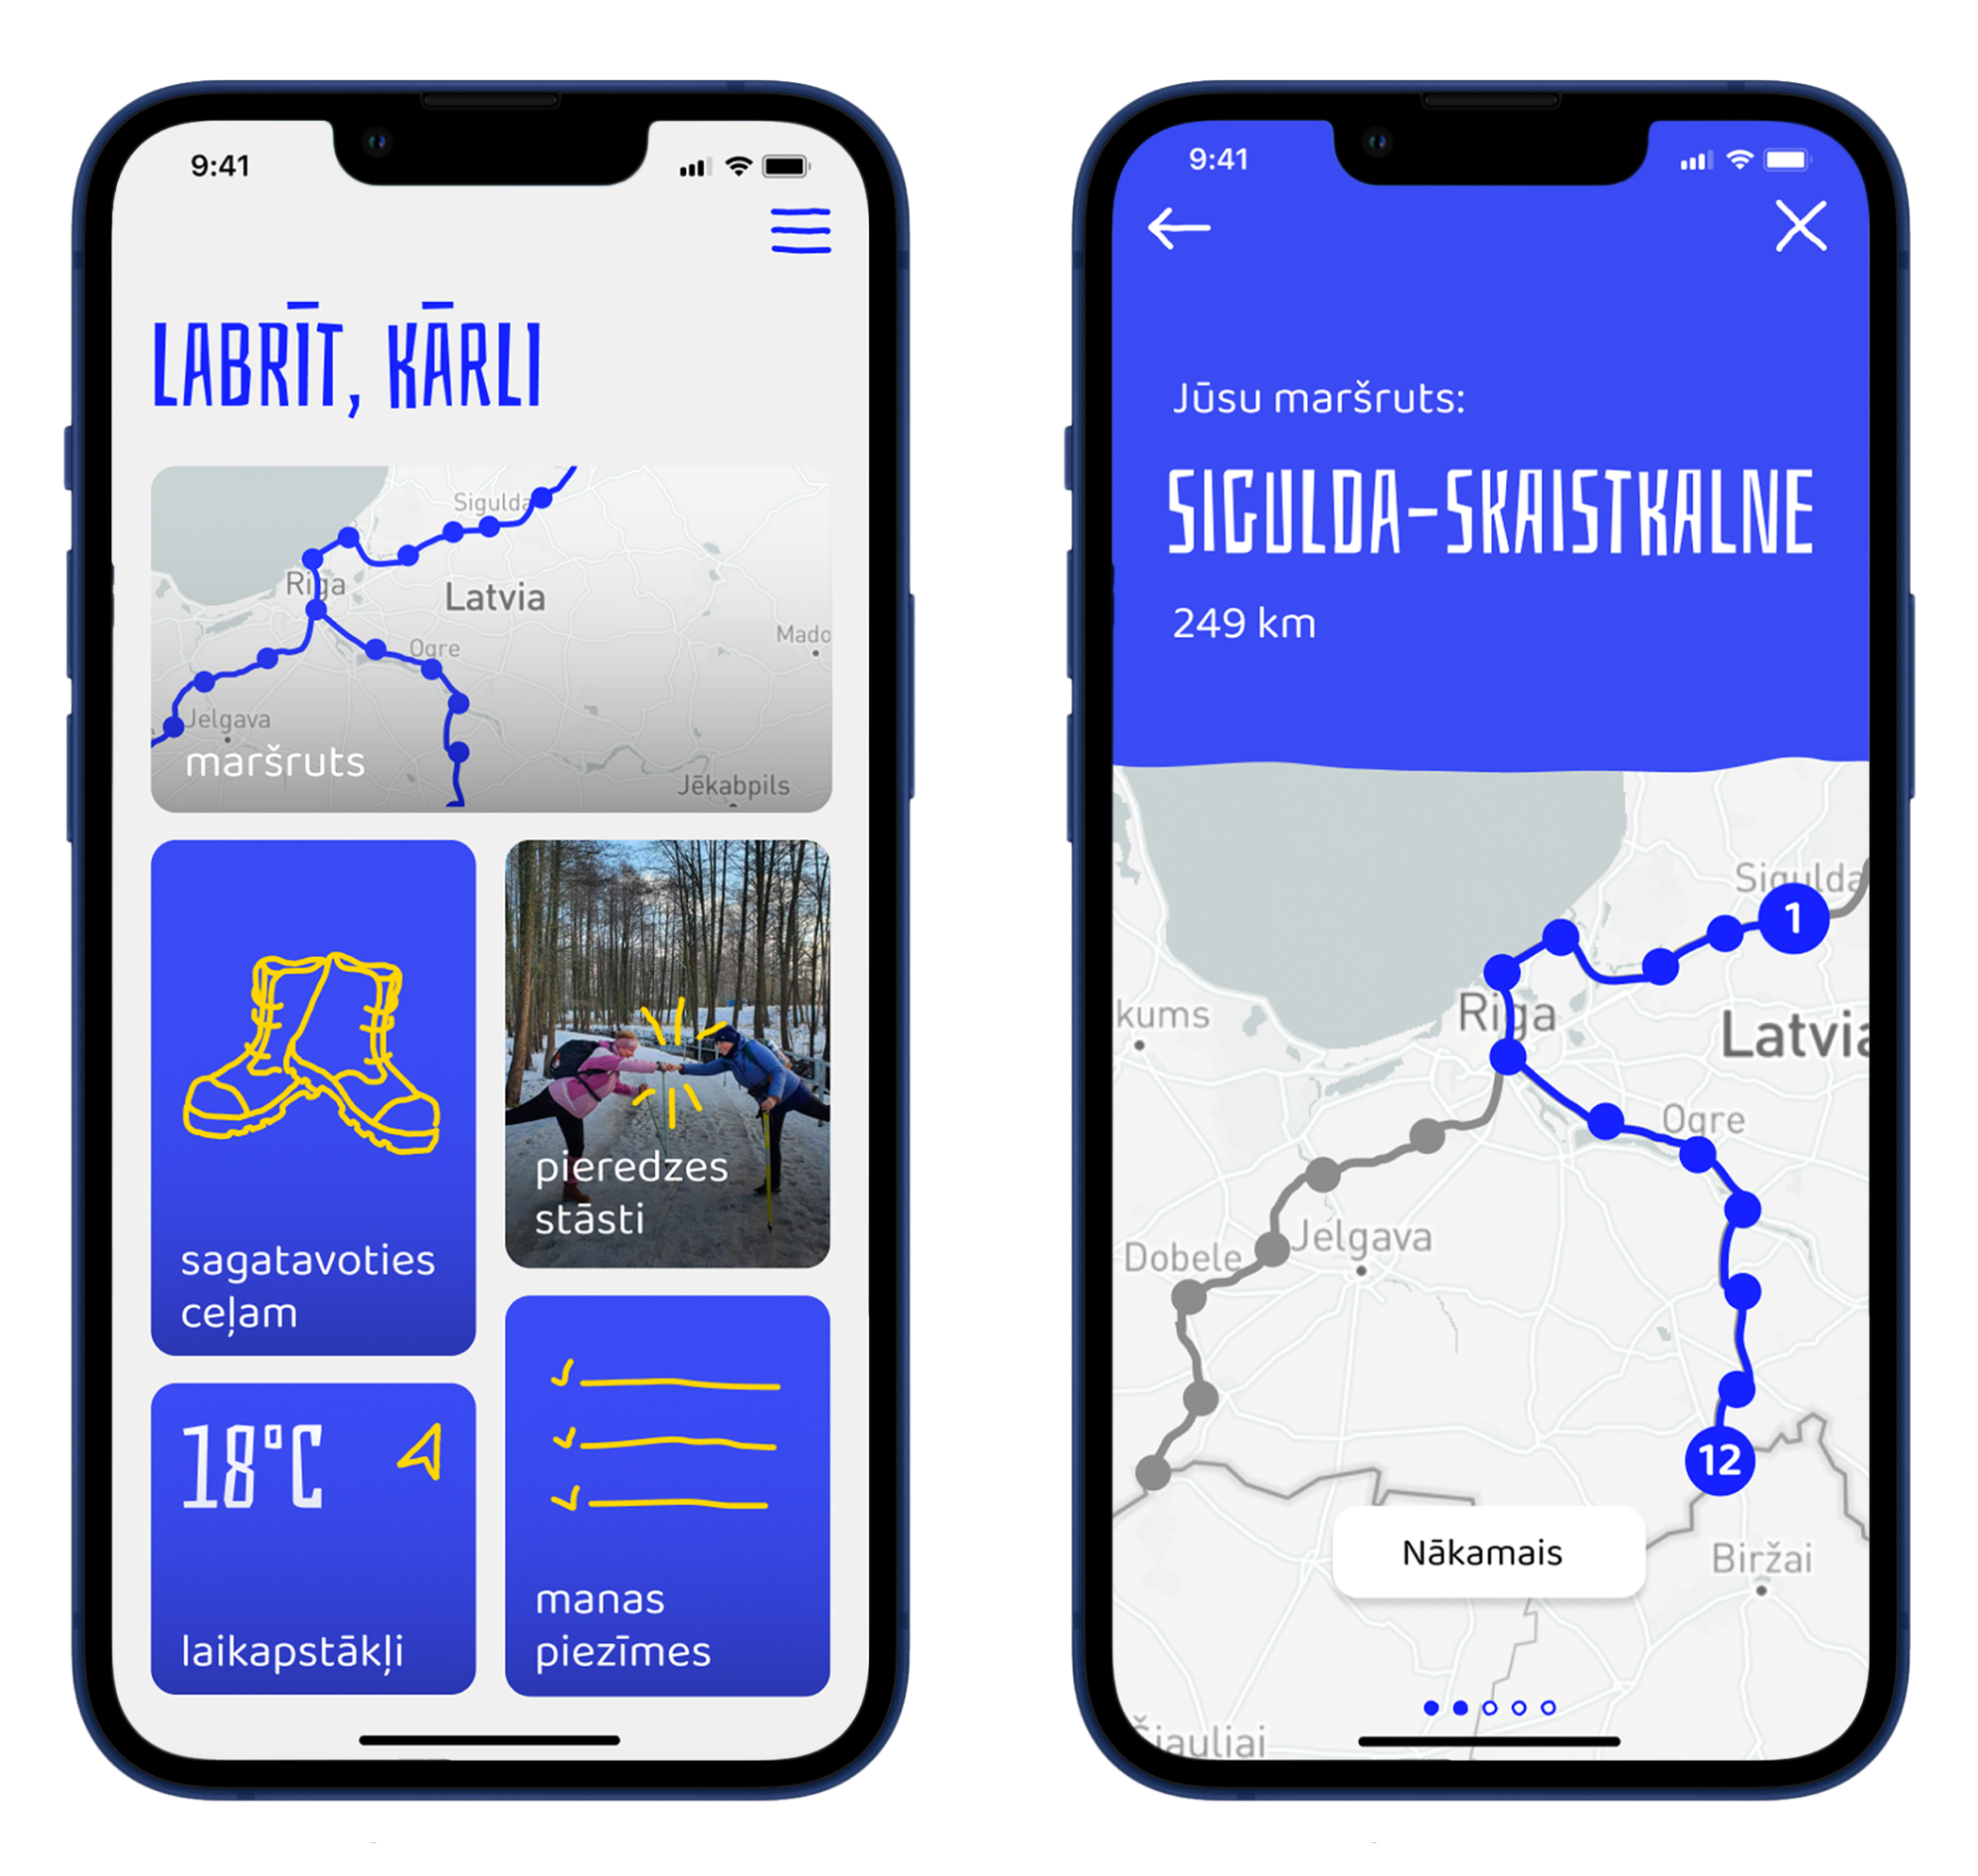 9:41
LABRĪT, KĀRLI
Sigulda
Riga
Latvia
Mado
Ogre
Jelgava
maršruts
Jēkabpils
sagatavoties
ceļam
pieredzes
stāsti
18°C
laikapstākļi
manas
piezīmes
9:41
Jūsu maršruts:
SIGULDA-SKAISTKALNE
249 km
Sigulda
1
kums
Riga
Latvia
Ogre
Dobele
Jelgava
12
Nākamais
Biržai
Šiauliai